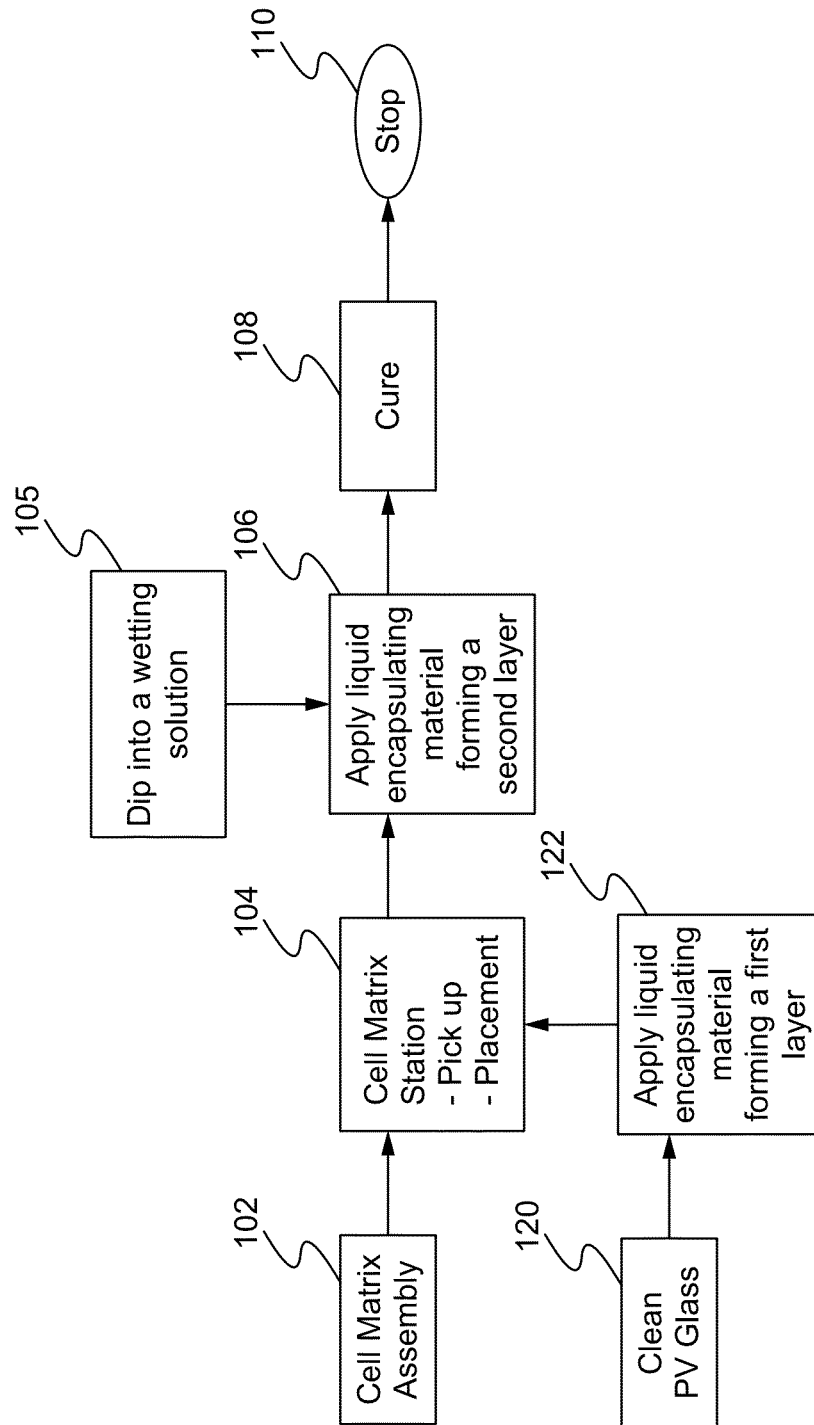 102
Cell Matrix
Assembly
104
Cell Matrix
Station
- Pick up
- Placement
105
Dip into a wetting
solution
106
Apply liquid
encapsulating
material
forming a
second layer
108
Cure
110
Stop
120
Clean
PV Glass
122
Apply liquid
encapsulating
material
forming a first
layer